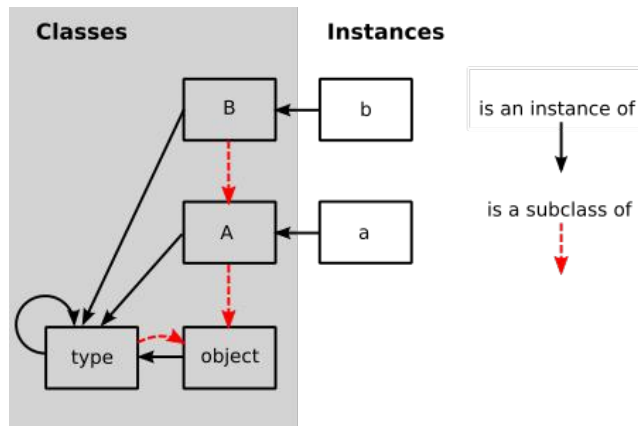 Classes
Instances
B
b
is an instance of
is a subclass of
A
a
type
object